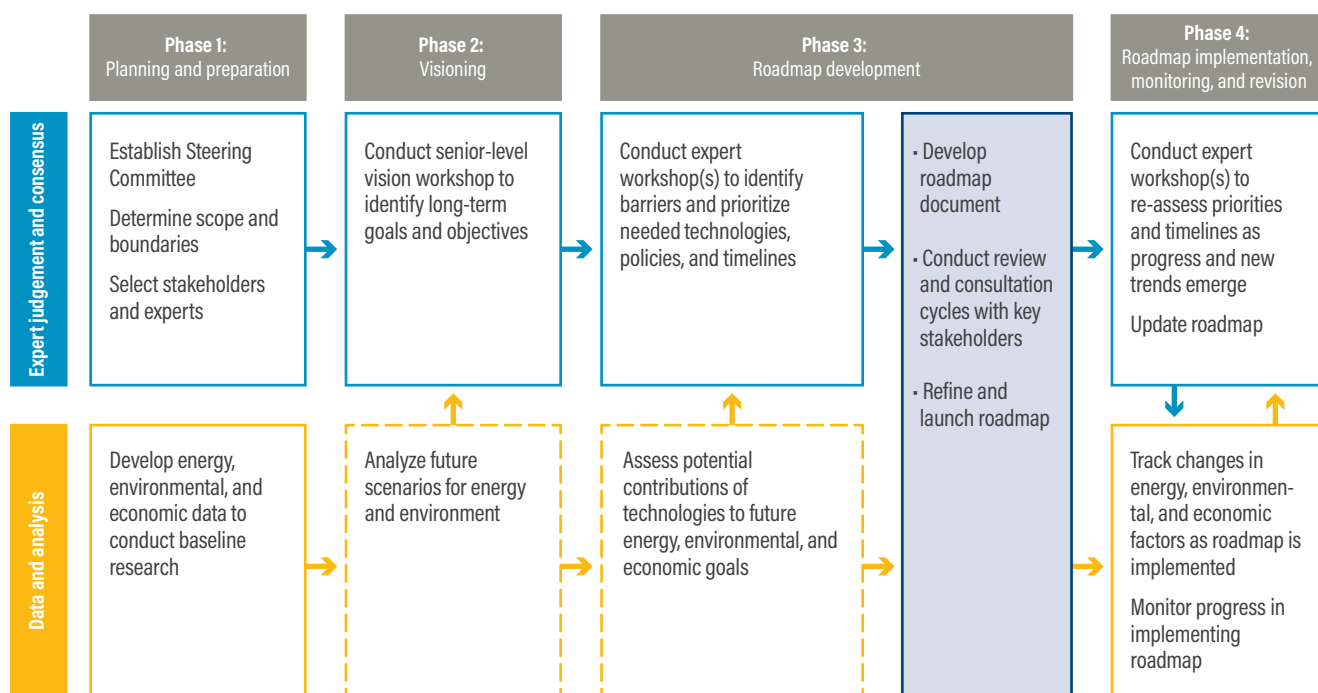 Phase 1:
Planning and preparation
Phase 2:
Visioning
Phase 3:
Roadmap development
Phase 4:
Roadmap implementation,
monitoring, and revision
Expert judgement and consensus
Establish Steering
Committee
Determine scope and
boundaries
Select stakeholders
and experts
Conduct senior-level
vision workshop to
identify long-term
goals and objectives
Conduct expert
workshop(s) to identify
barriers and prioritize
needed technologies,
policies, and timelines
• Develop
roadmap
document
• Conduct review
and consultation
cycles with key
stakeholders
• Refine and
launch roadmap
Conduct expert
workshop(s) to
re-assess priorities
and timelines as
progress and new
trends emerge
Update roadmap
Data and analysis
Develop energy,
environmental, and
economic data to
conduct baseline
research
Analyze future
scenarios for energy
and environment
Assess potential
contributions of
technologies to future
energy, environmental, and
economic goals
Track changes in
energy, environmen-
tal, and economic
factors as roadmap is
implemented
Monitor progress in
implementing
roadmap